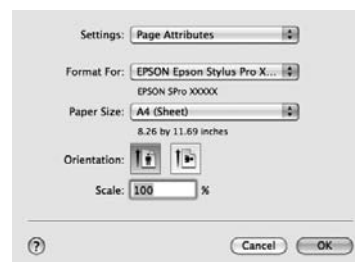 Settings: Page Attributes
Format For: EPSON Epson Stylus Pro X...
EPSON SPro XXXXX
Paper Size: A4 (Sheet)
8.26 by 11.69 inches
Orientation:
Scale: 100 %
? Cancel OK